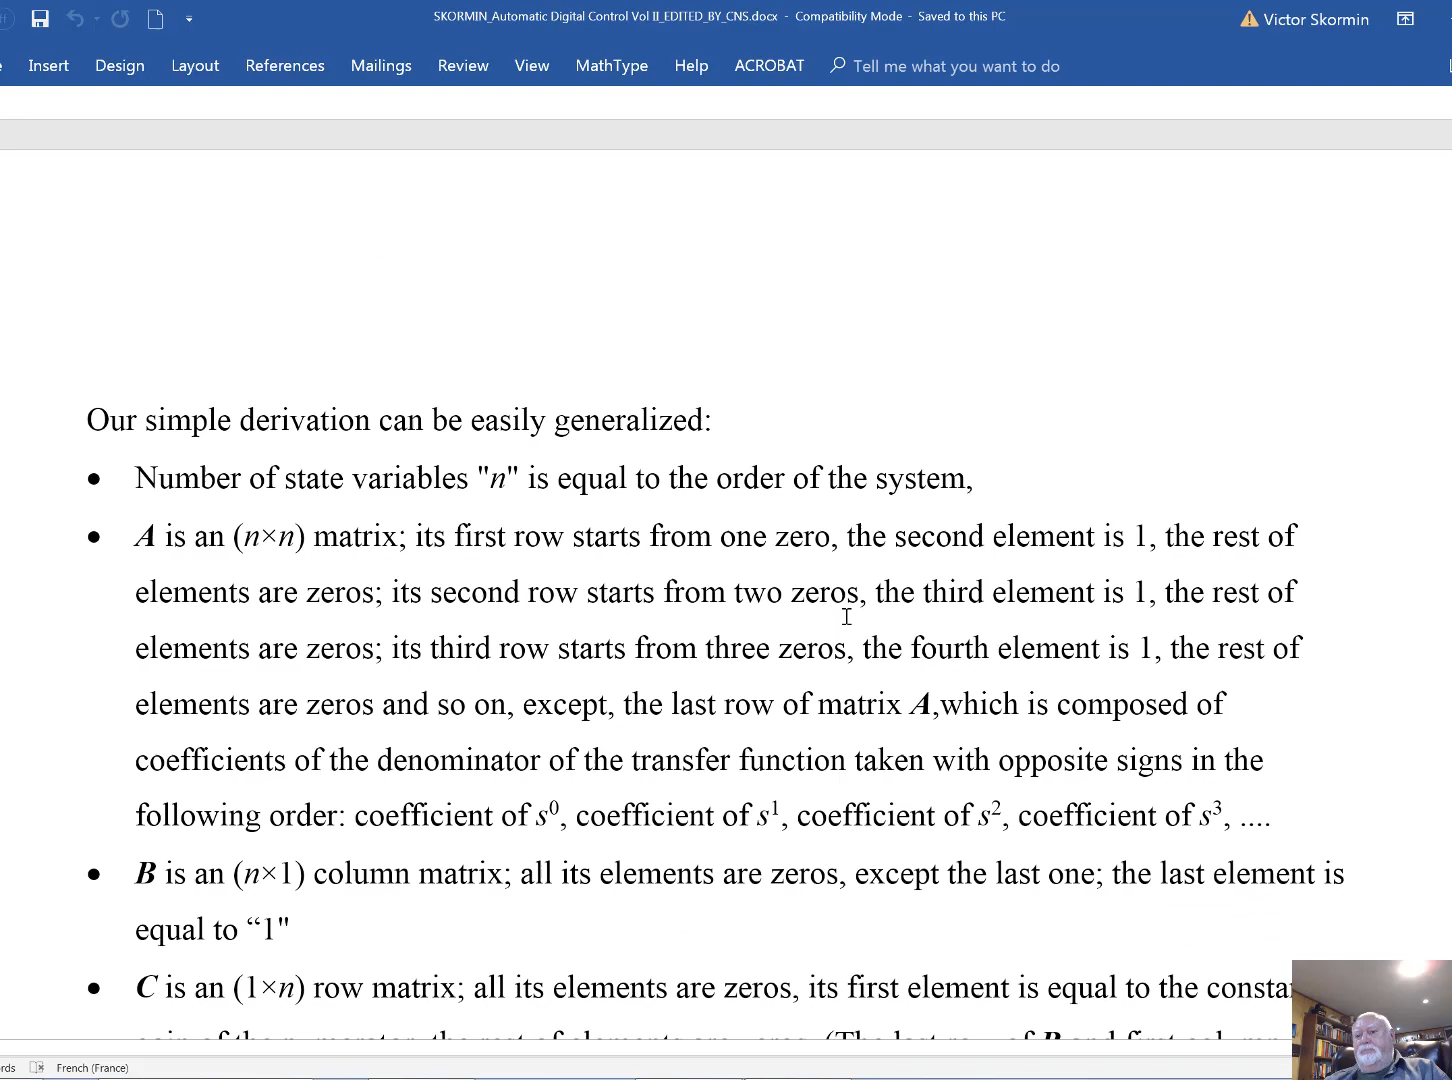 SKORMIN_Automatic Digital Control Vol II_EDITED_BY_CNS.docx - Compatibility Mode - Saved to this PC
Victor Skormin
Insert Design Layout References Mailings Review View MathType Help ACROBAT Tell me what you want to do
Our simple derivation can be easily generalized:
• Number of state variables "n" is equal to the order of the system,
• A is an (n×n) matrix; its first row starts from one zero, the second element is 1, the rest of
elements are zeros; its second row starts from two zeros, the third element is 1, the rest of
elements are zeros; its third row starts from three zeros, the fourth element is 1, the rest of
elements are zeros and so on, except, the last row of matrix A,which is composed of
coefficients of the denominator of the transfer function taken with opposite signs in the
following order: coefficient of s⁰, coefficient of s¹, coefficient of s², coefficient of s³, ....
• B is an (n×1) column matrix; all its elements are zeros, except the last one; the last element is
equal to “1"
• C is an (1×n) row matrix; all its elements are zeros, its first element is equal to the
French (France)